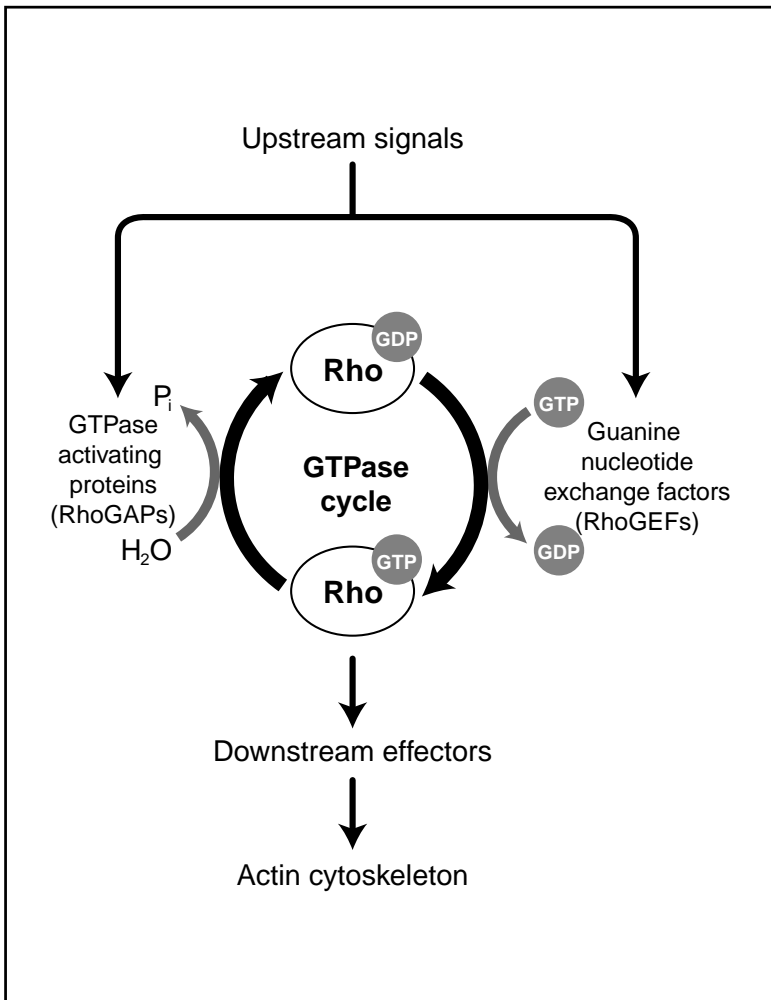 Upstream signals
GDP
Rho
P
i
GTPase
activating
proteins
(RhoGAPs)
H2O
GTPase
cycle
GTP
Guanine
nucleotide
exchange factors
(RhoGEFs)
GDP
GTP
Rho
Downstream effectors
Actin cytoskeleton